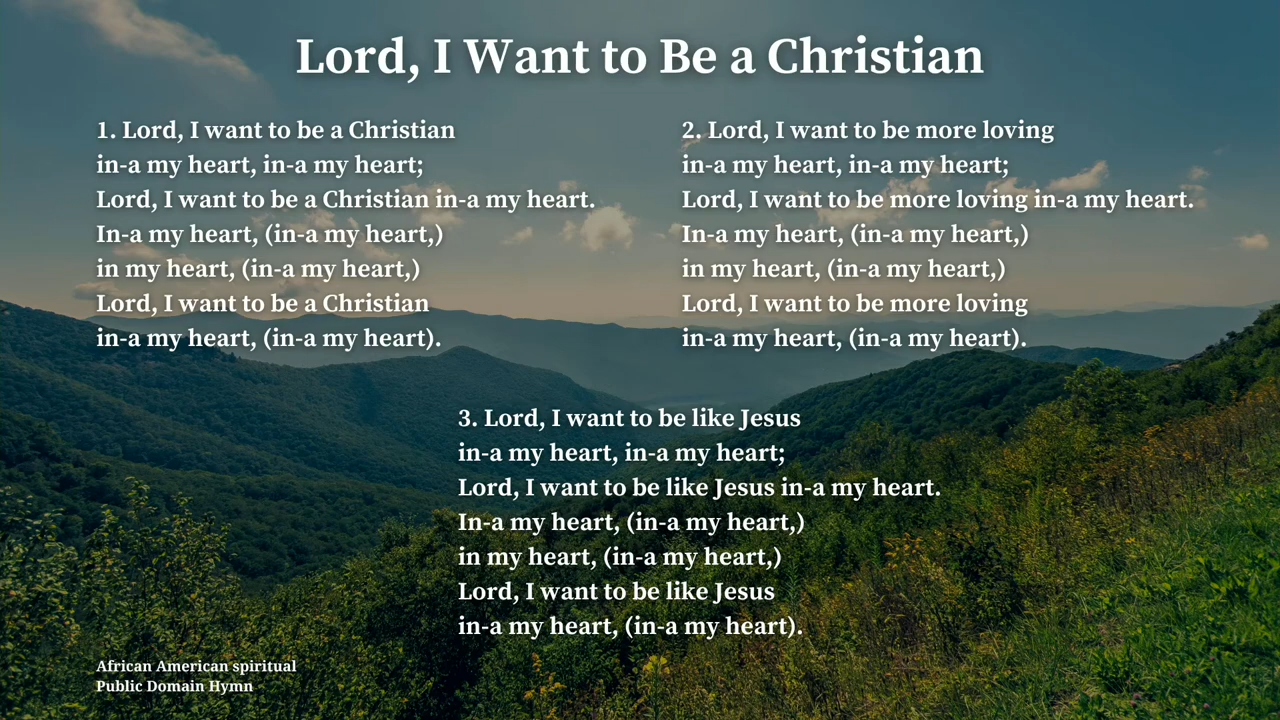 Lord, I Want to Be a Christian
1. Lord, I want to be a Christian
in-a my heart, in-a my heart;
Lord, I want to be a Christian in-a my heart.
In-a my heart, (in-a my heart,)
in my heart, (in-a my heart,)
Lord, I want to be a Christian
in-a my heart, (in-a my heart).
2. Lord, I want to be more loving
in-a my heart, in-a my heart;
Lord, I want to be more loving in-a my heart.
In-a my heart, (in-a my heart,)
in my heart, (in-a my heart,)
Lord, I want to be more loving
in-a my heart, (in-a my heart).
3. Lord, I want to be like Jesus
in-a my heart, in-a my heart;
Lord, I want to be like Jesus in-a my heart.
In-a my heart, (in-a my heart,)
in my heart, (in-a my heart,)
Lord, I want to be like Jesus
in-a my heart, (in-a my heart).
African American spiritual
Public Domain Hymn